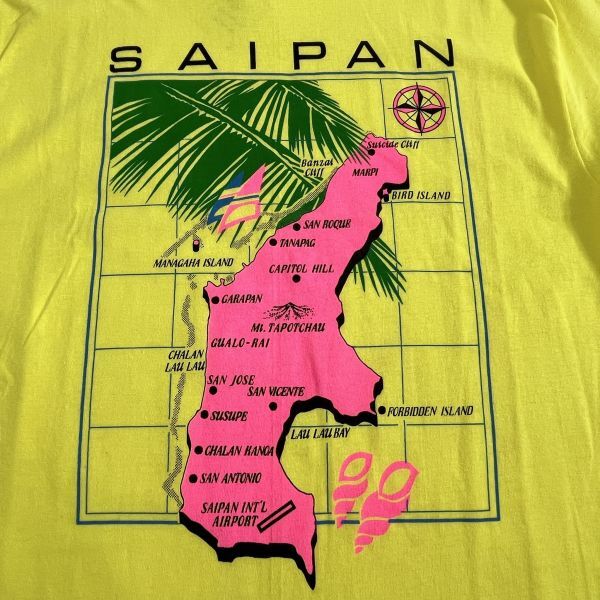 SAIPAN
Suicide Cliff
Banzai
Cliff
MARPI
BIRD ISLAND
SAN ROQUE
TANAPAG
MANAGAHA ISLAND
CAPITOL HILL
GARAPAN
Mt. TAPOTCHAU
GUALO-RAI
CHALAN
LAU LAU
SAN JOSE
SAN VICENTE
SUSUPE
FORBIDDEN ISLAND
LAU LAU BAY
CHALAN KANOA
SAN ANTONIO
SAIPAN INT'L
AIRPORT